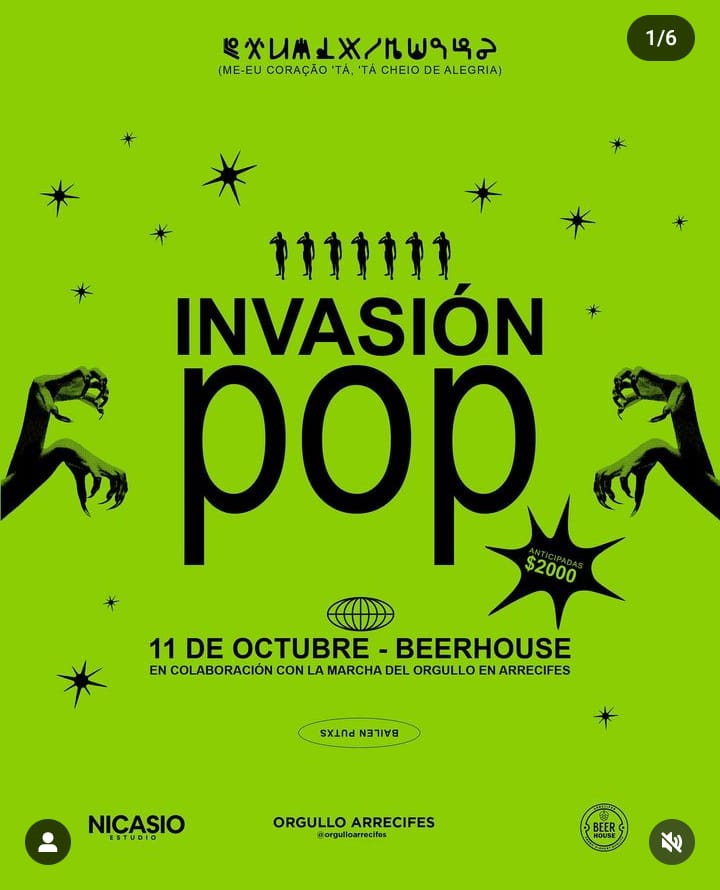 1/6
(ME-EU CORAÇÃO 'TÁ, 'TÁ CHEIO DE ALEGRIA)
INVASIÓN
pop
ANTICIPADAS
$2000
11 DE OCTUBRE - BEERHOUSE
EN COLABORACIÓN CON LA MARCHA DEL ORGULLO EN ARRECIFES
BAILEN PUTXS
NICASIO
ESTUDIO
ORGULLO ARRECIFES
@orgulloarrecifes
BEER
HOUSE